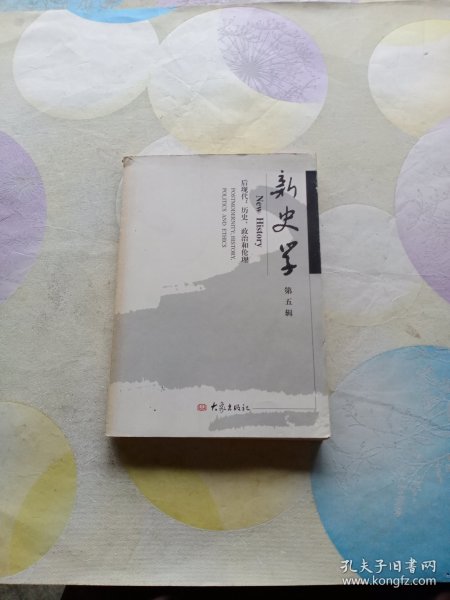 新史学
New History
第五辑
后现代：历史、政治和伦理
POSTMODERNITY: HISTORY,
POLITICS AND ETHICS
大象出版社
孔夫子旧书网
www.kongfz.com